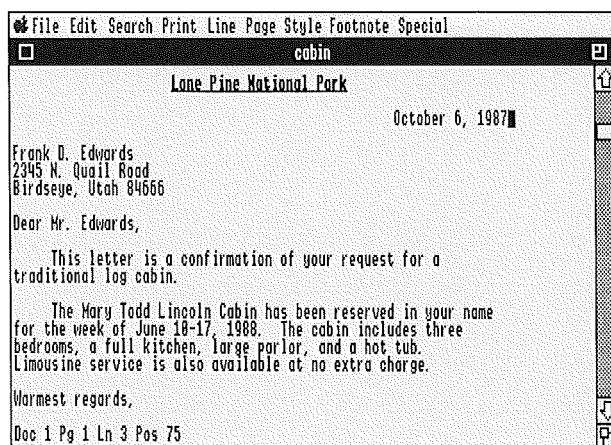 File Edit Search Print Line Page Style Footnote Special
cabin
Lone Pine National Park
October 6, 1987
Frank D. Edwards
2345 N. Quail Road
Birdseye, Utah 84666
Dear Mr. Edwards,
This letter is a confirmation of your request for a
traditional log cabin.
The Mary Todd Lincoln Cabin has been reserved in your name
for the week of June 10-17, 1988. The cabin includes three
bedrooms, a full kitchen, large parlor, and a hot tub.
Limousine service is also available at no extra charge.
Warmest regards,
Doc 1 Pg 1 Ln 3 Pos 75